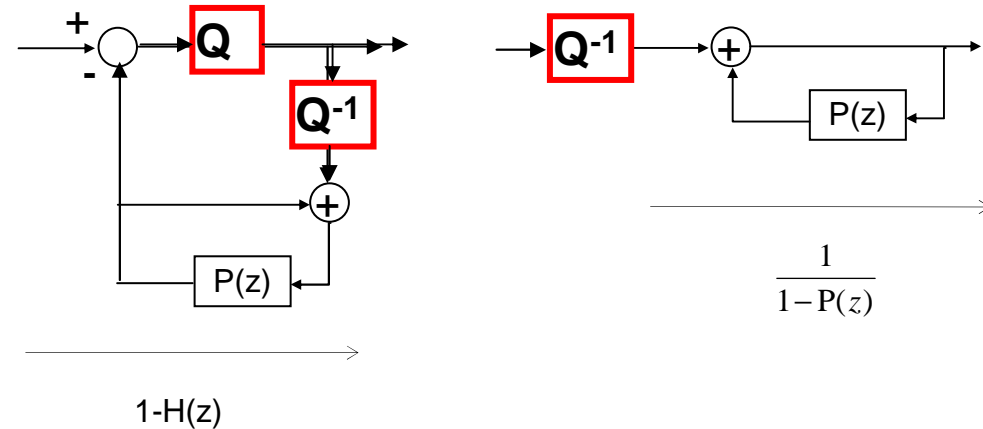 +
-
Q
Q-1
+
P(z)
1-H(z)
Q-1
+
P(z)
1
1-P(z)